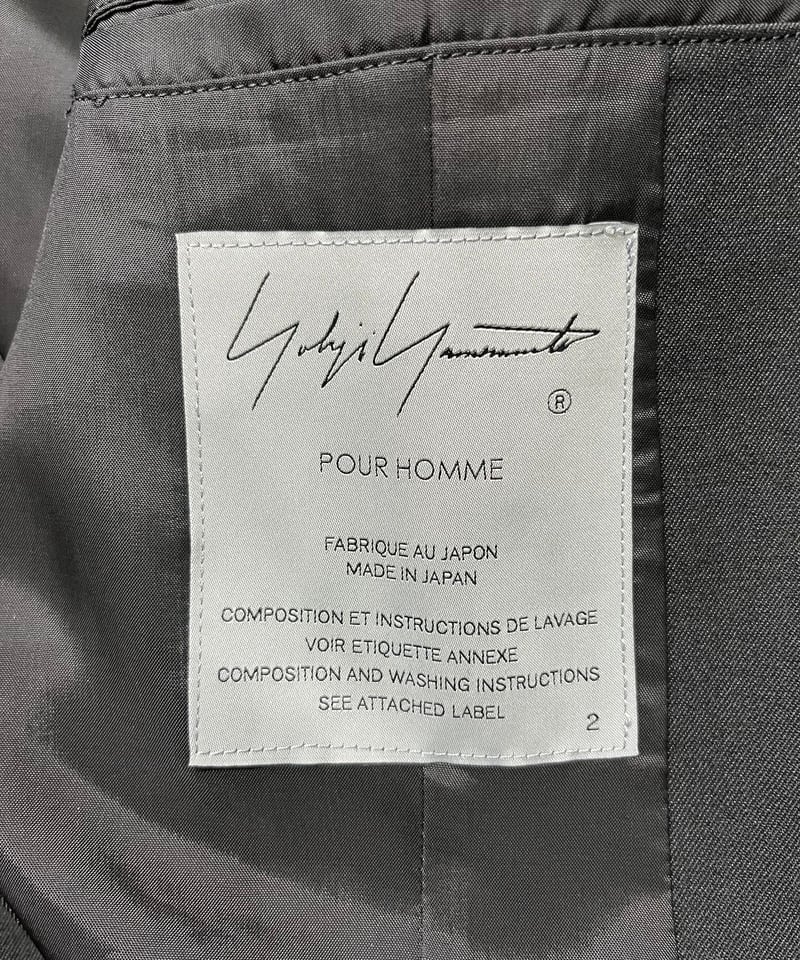 Yohji Yamamoto
®
POUR HOMME
FABRIQUE AU JAPON
MADE IN JAPAN
COMPOSITION ET INSTRUCTIONS DE LAVAGE
VOIR ETIQUETTE ANNEXE
COMPOSITION AND WASHING INSTRUCTIONS
SEE ATTACHED LABEL
2